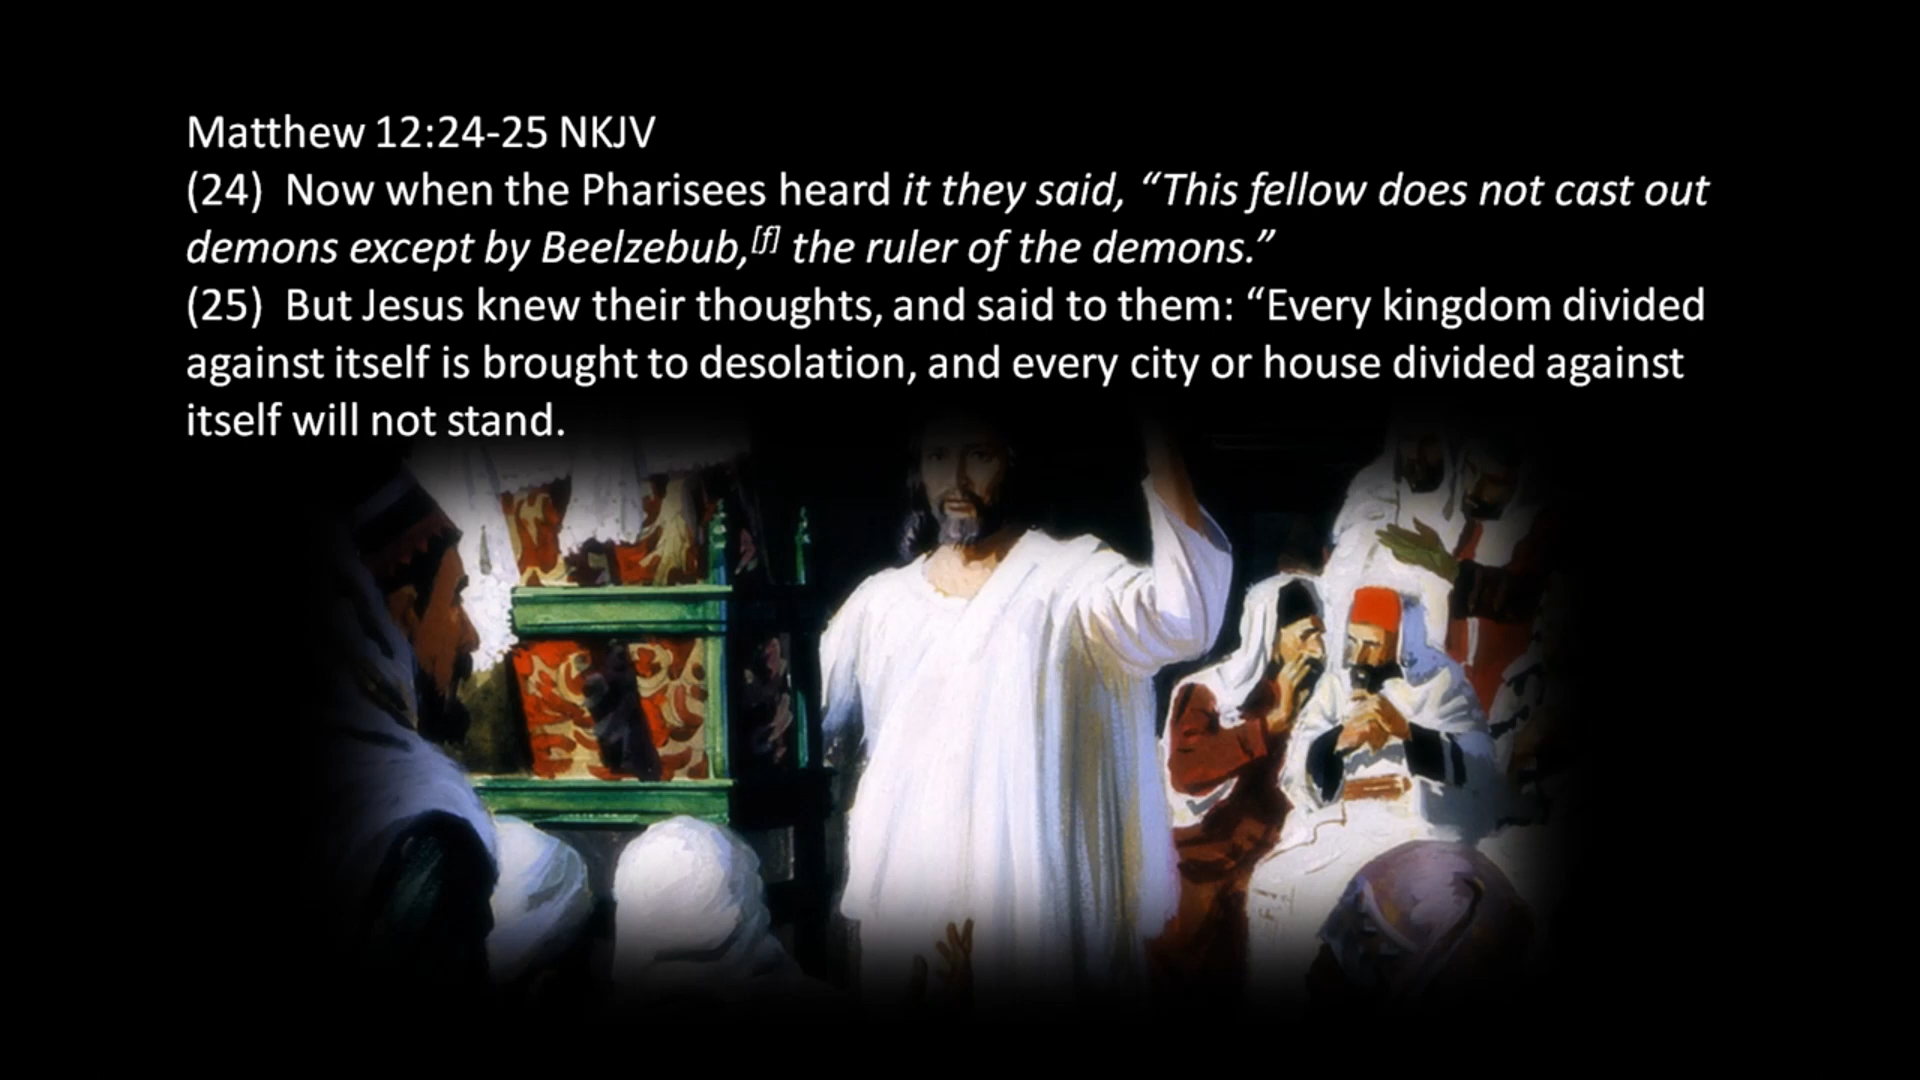 Matthew 12:24-25 NKJV
(24)  Now when the Pharisees heard it they said, “This fellow does not cast out
demons except by Beelzebub,[f] the ruler of the demons.”
(25)  But Jesus knew their thoughts, and said to them: “Every kingdom divided
against itself is brought to desolation, and every city or house divided against
itself will not stand.